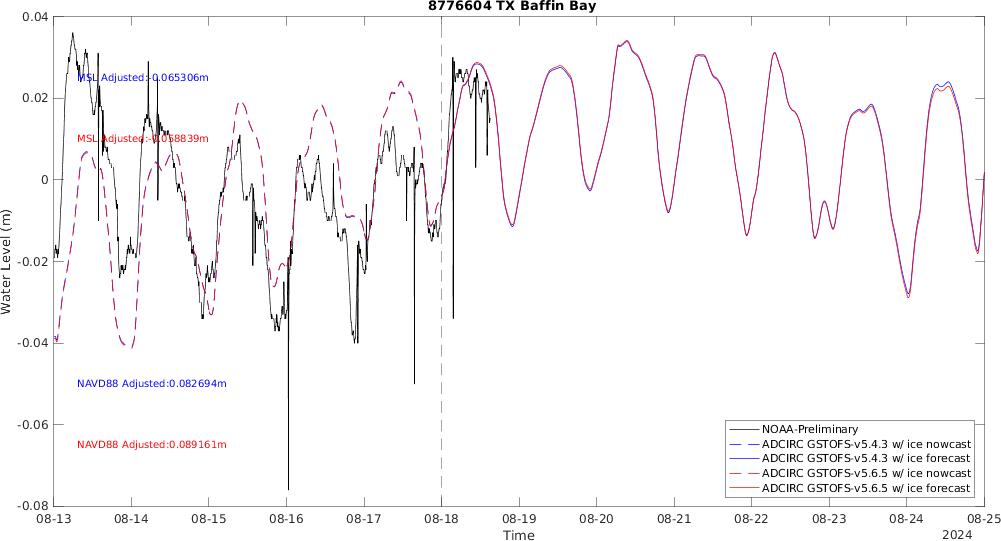 8776604 TX Baffin Bay
0.04
0.02
0
-0.02
-0.04
-0.06
-0.08
Water Level (m)
MSL Adjusted:-0.065306m
MSL Adjusted:-0.058839m
NAVD88 Adjusted:0.082694m
NAVD88 Adjusted:0.089161m
NOAA-Preliminary
ADCIRC GSTOFS-v5.4.3 w/ ice nowcast
ADCIRC GSTOFS-v5.4.3 w/ ice forecast
ADCIRC GSTOFS-v5.6.5 w/ ice nowcast
ADCIRC GSTOFS-v5.6.5 w/ ice forecast
08-13 08-14 08-15 08-16 08-17 08-18 08-19 08-20 08-21 08-22 08-23 08-24 08-25
Time
2024